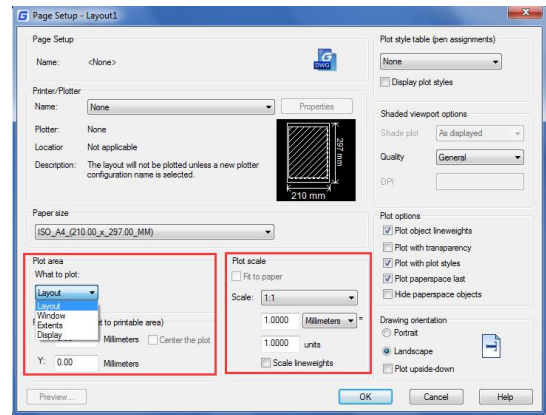 Page Setup - Layout1
Page Setup
Name: <None>
DWG
Printer/Plotter
Name: None
Properties
Plotter: None
Locatior Not applicable
Description: The layout will not be plotted unless a new plotter
configuration name is selected.
297 mm
210 mm
Paper size
ISO_A4_(210.00_x_297.00_MM)
Plot area
What to plot:
Layout
Layout
Window
Extents
Display
to printable area)
Millimeters
Center the plot
Y: 0.00 Millimeters
Plot scale
Fit to paper
Scale: 1:1
1.0000 Millimeters =
1.0000 units
Scale lineweights
Plot style table (pen assignments)
None
Display plot styles
Shaded viewport options
Shade plot As displayed
Quality General
DPI
Plot options
Plot object lineweights
Plot with transparency
Plot with plot styles
Plot paperspace last
Hide paperspace objects
Drawing orientation
Portrait
Landscape
Plot upside-down
Preview...
OK
Cancel
Help